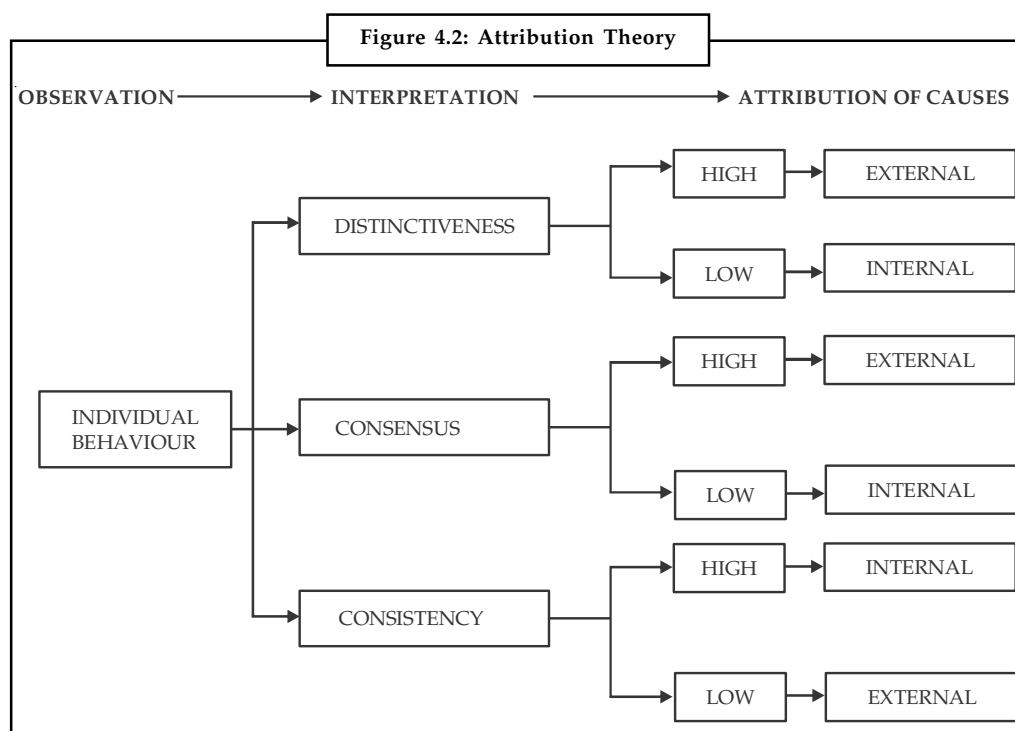 Figure 4.2: Attribution Theory
OBSERVATION INTERPRETATION ATTRIBUTION OF CAUSES
HIGH EXTERNAL
DISTINCTIVENESS
LOW INTERNAL
HIGH EXTERNAL
INDIVIDUAL
BEHAVIOUR
CONSENSUS
LOW INTERNAL
HIGH INTERNAL
CONSISTENCY
LOW EXTERNAL